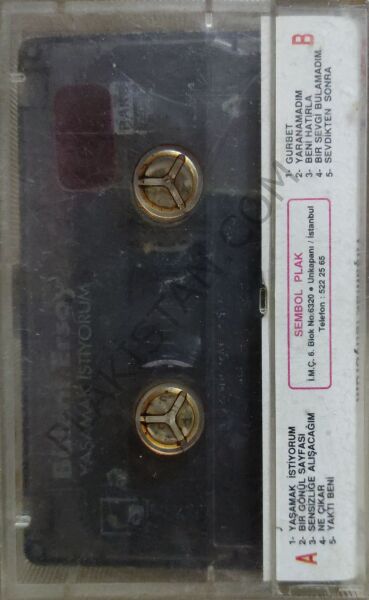 A
1- YAŞAMAK İSTİYORUM
2- BİR GÖNÜL SAYFASI
3- SENSİZLİĞE ALIŞACAĞIM
4- NE ÇIKAR
5- YAKTI BENİ
SEMBOL PLAK
İ.M.Ç. 6. Blok No:6320 ● Unkapanı / İstanbul
Telefon : 522 25 65
B
1- GURBET
2- YARANAMADIM
3- BENİ HATIRLA
4- BİR SEVGİ BULAMADIM
5- SEVDİKTEN SONRA
YAŞAMAK İSTİYORUM